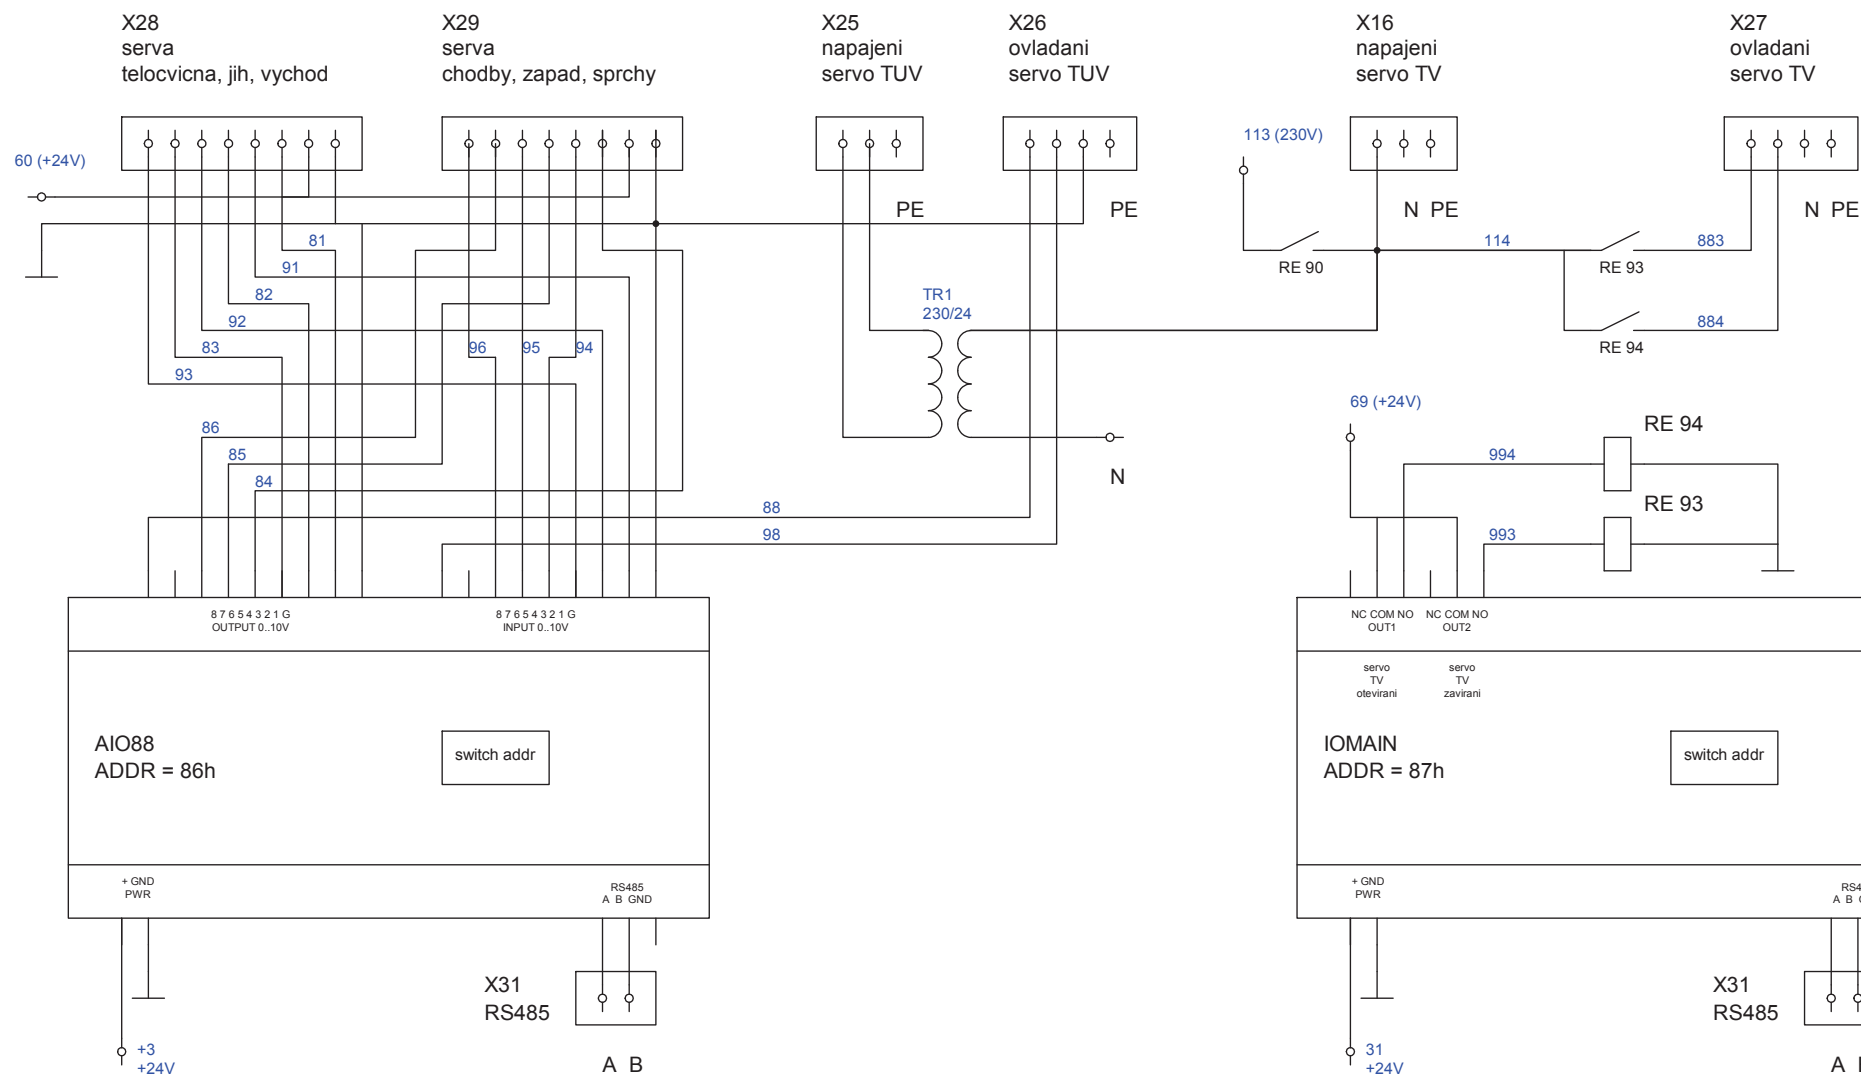 X28
serva
telocvicna, jih, vychod
X29
serva
chodby, zapad, sprchy
X25
napajeni
servo TUV
X26
ovladani
servo TUV
X16
napajeni
servo TV
X27
ovladani
servo TV
60 (+24V)
113 (230V)
PE
PE
N PE
N PE
81
91
82
92
83
93
96
95
94
86
85
84
88
98
TR1
230/24
N
RE 90
114
RE 93
883
RE 94
884
69 (+24V)
994
RE 94
993
RE 93
8 7 6 5 4 3 2 1 G
OUTPUT 0..10V
8 7 6 5 4 3 2 1 G
INPUT 0..10V
AIO88
ADDR = 86h
switch addr
+ GND
PWR
RS485
A B GND
X31
RS485
A B
+3
+24V
NC COM NO
OUT1
NC COM NO
OUT2
servo
TV
otevirani
servo
TV
zavirani
IOMAIN
ADDR = 87h
switch addr
+ GND
PWR
A B
X31
RS485
A
31
+24V